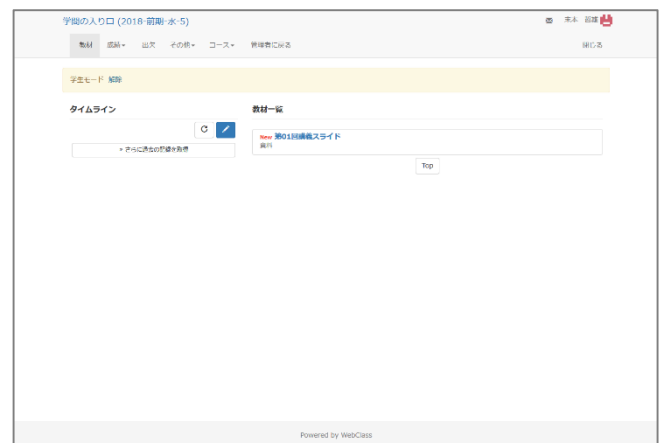 学問の入り口 (2018-前期-水-5)
教材 成績 出欠 その他 コース 管理者に戻る 閉じる
学生モード 解除
タイムライン
教材一覧
New 第01回講義スライド
資料
» さらに過去の記録を取得
Top
Powered by WebClass